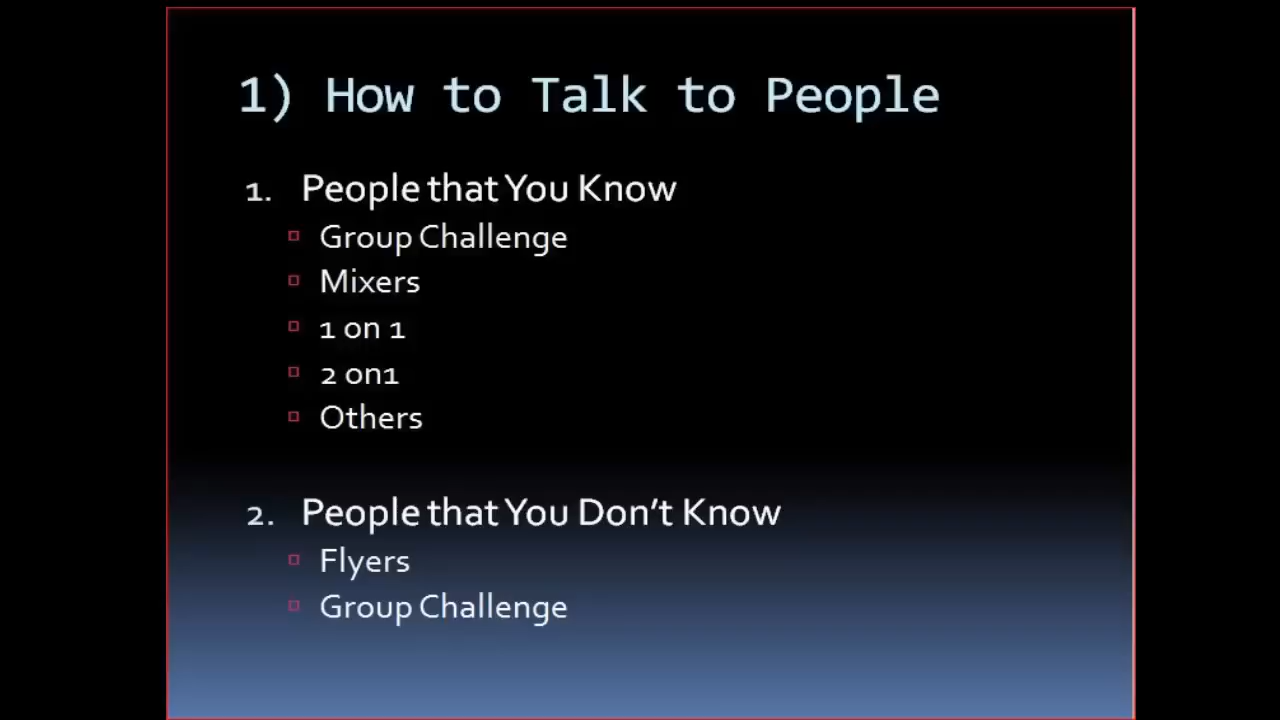 1) How to Talk to People
1. People that You Know
Group Challenge
Mixers
1 on 1
2 on1
Others
2. People that You Don't Know
Flyers
Group Challenge